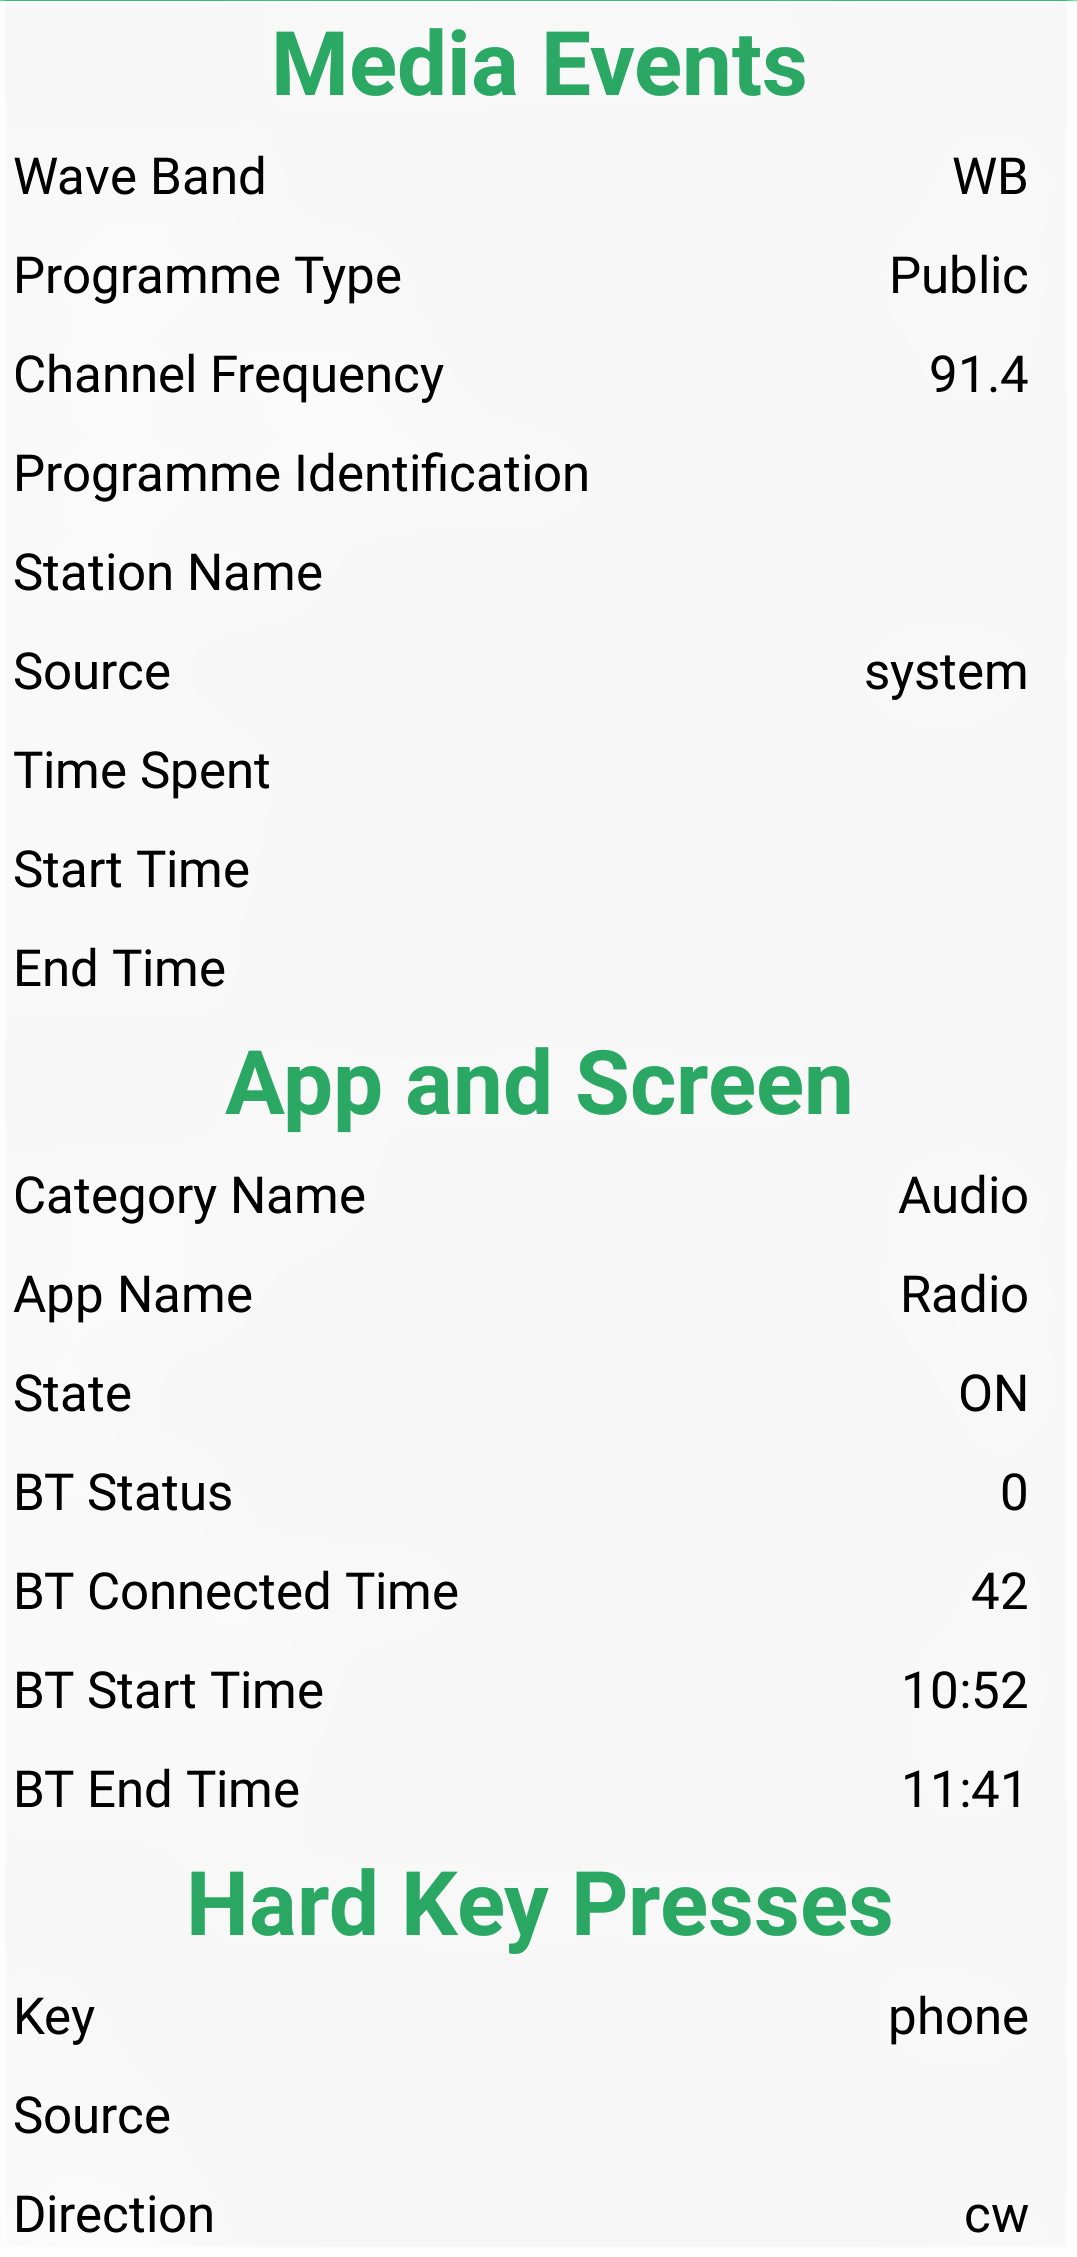 Media Events
Wave Band WB
Programme Type Public
Channel Frequency 91.4
Programme Identification
Station Name
Source system
Time Spent
Start Time
End Time
App and Screen
Category Name Audio
App Name Radio
State ON
BT Status 0
BT Connected Time 42
BT Start Time 10:52
BT End Time 11:41
Hard Key Presses
Key phone
Source
Direction cw